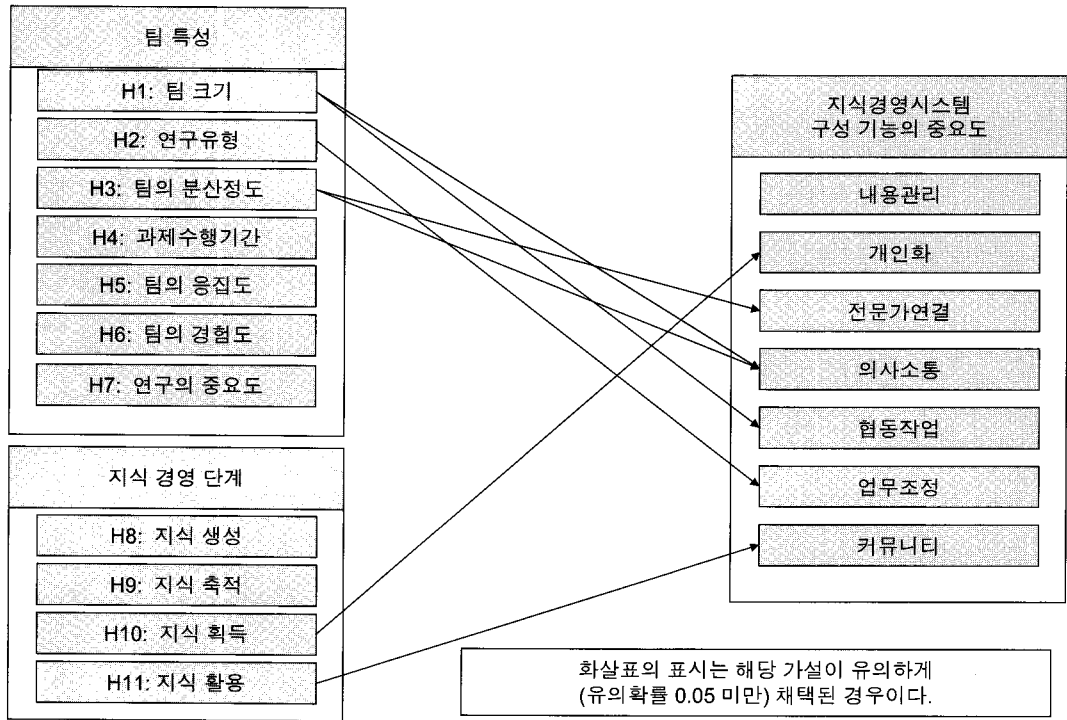 팀 특성
H1: 팀 크기
H2: 연구유형
H3: 팀의 분산정도
H4: 과제수행기간
H5: 팀의 응집도
H6: 팀의 경험도
H7: 연구의 중요도
지식 경영 단계
H8: 지식 생성
H9: 지식 축적
H10: 지식 획득
H11: 지식 활용
지식경영시스템
구성 기능의 중요도
내용관리
개인화
전문가연결
의사소통
협동작업
업무조정
커뮤니티
화살표의 표시는 해당 가설이 유의하게
(유의확률 0.05 미만) 채택된 경우이다.